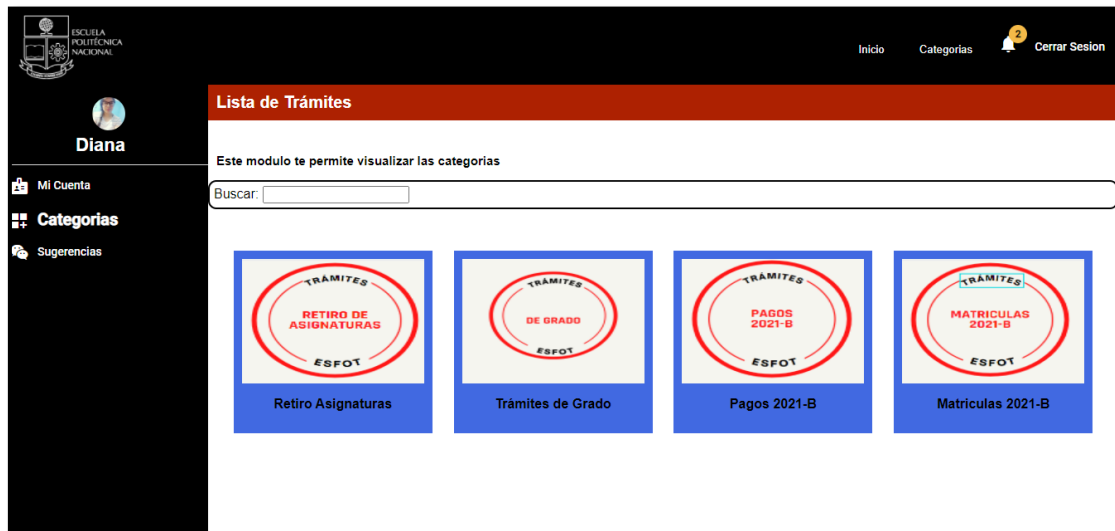 ESCUELA
POLITÉCNICA
NACIONAL
Inicio
Categorias
2
Cerrar Sesion
Diana
Mi Cuenta
Categorias
Sugerencias
Lista de Trámites
Este modulo te permite visualizar las categorias
Buscar:
TRÁMITES
RETIRO DE
ASIGNATURAS
ESFOT
Retiro Asignaturas
TRÁMITES
DE GRADO
ESFOT
Tràmites de Grado
TRÁMITES
PAGOS
2021-B
ESFOT
Pagos 2021-B
TRÁMITES
MATRICULAS
2021-B
ESFOT
Matriculas 2021-B